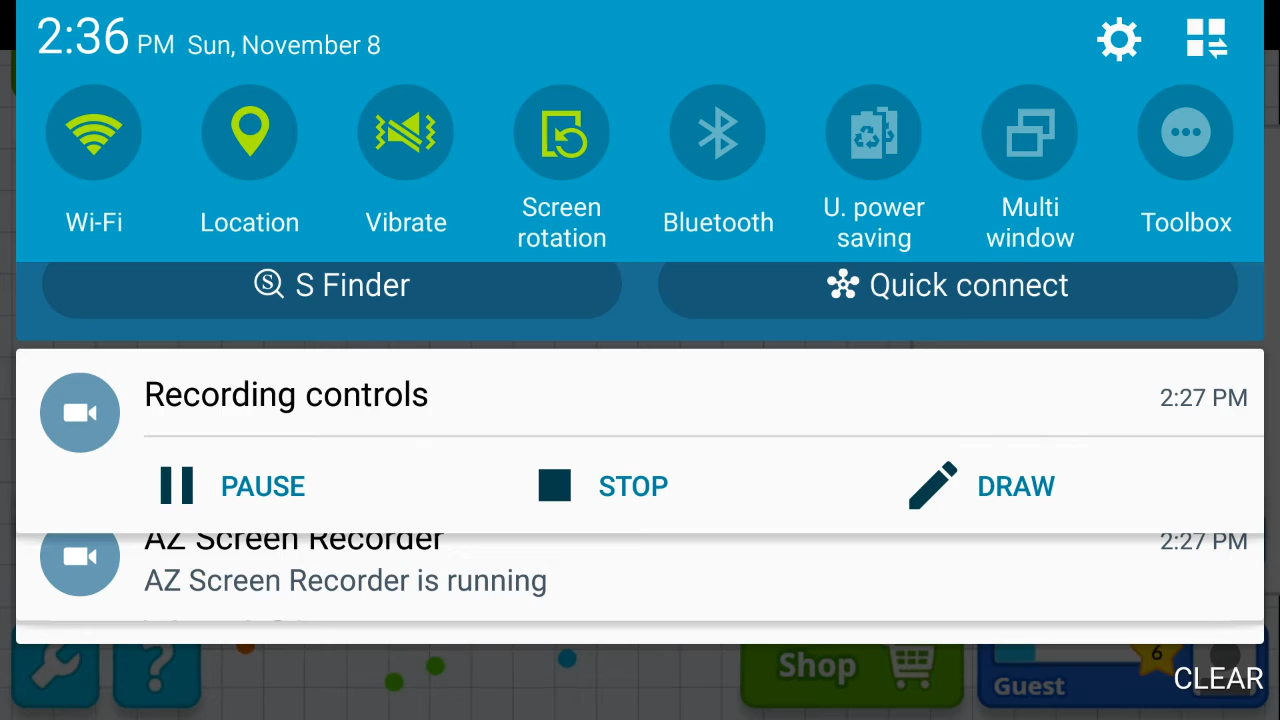 2:36 PM Sun, November 8
Wi-Fi
Location
Vibrate
Screen
rotation
Bluetooth
U. power
saving
Multi
window
Toolbox
S Finder
Quick connect
Recording controls
2:27 PM
PAUSE
STOP
DRAW
AZ Screen Recorder
2:27 PM
AZ Screen Recorder is running
Shop
6
Guest
CLEAR